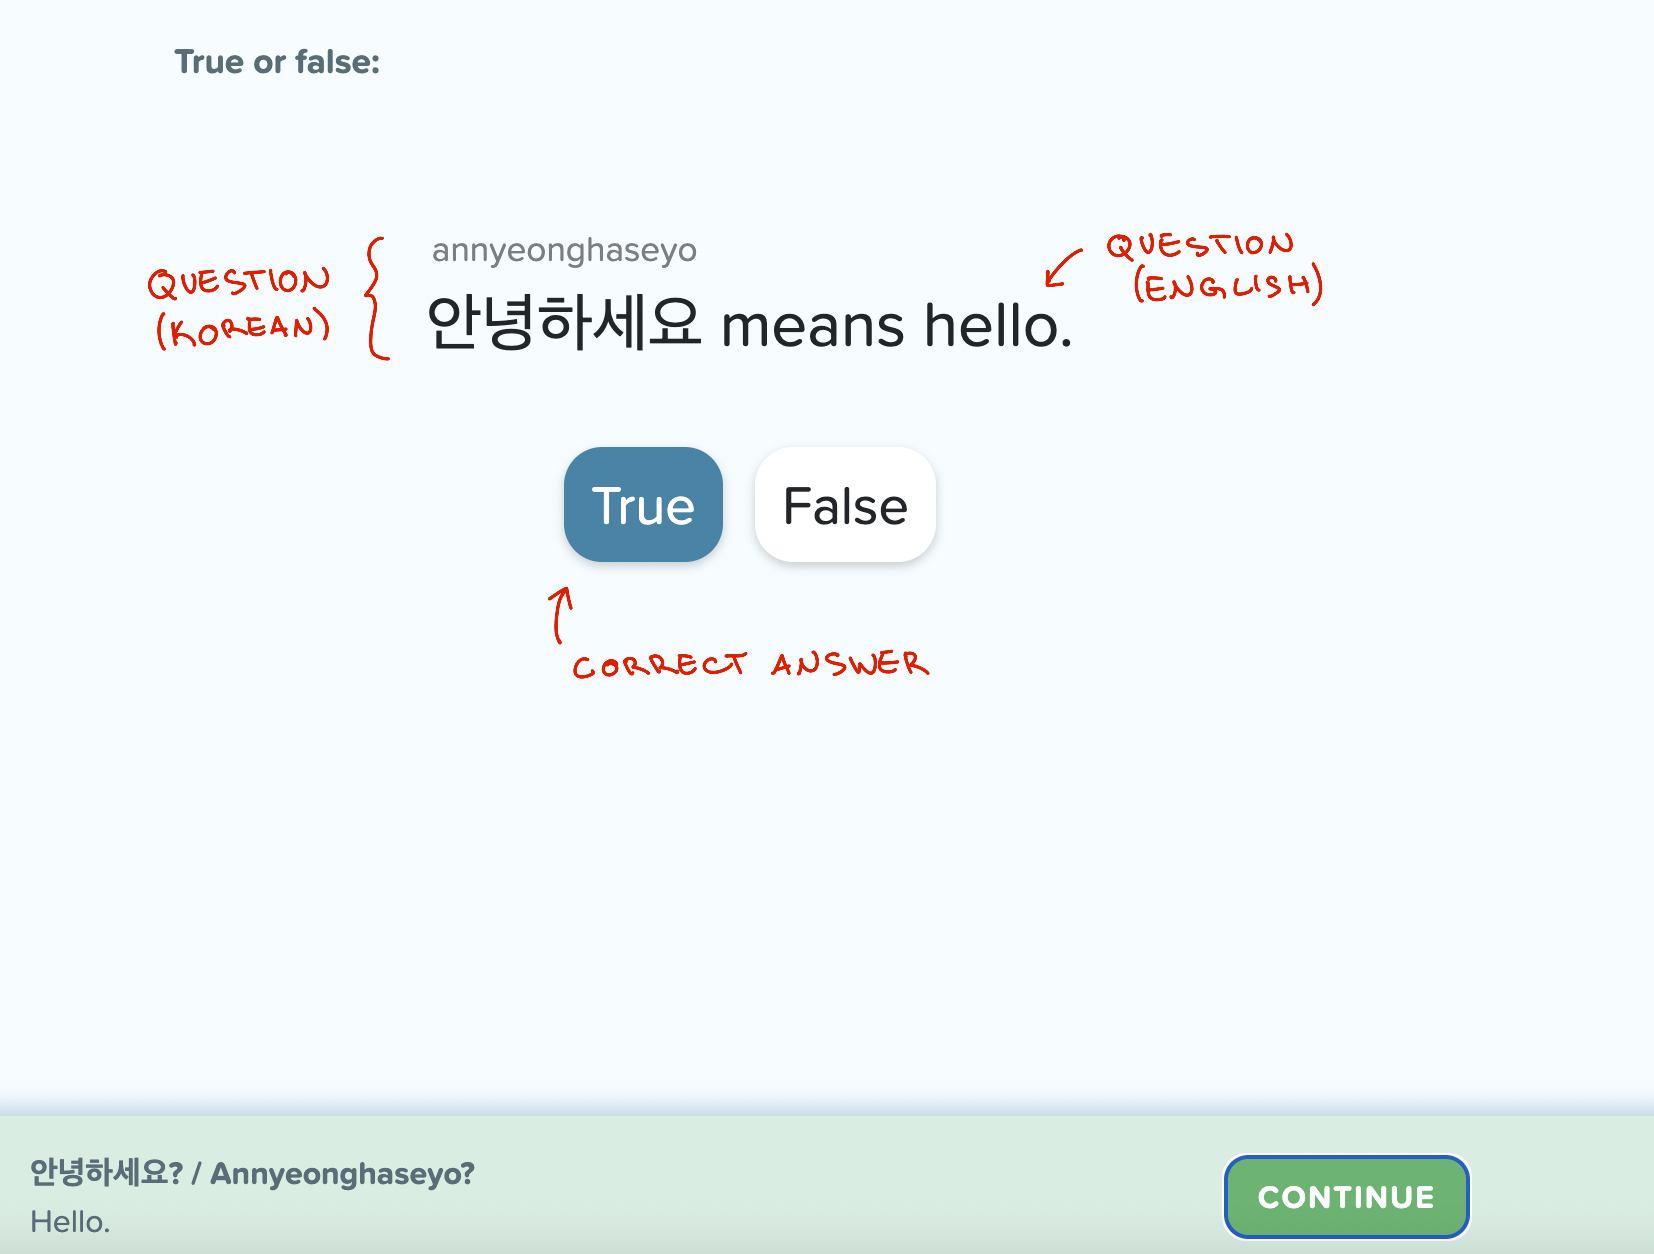 True or false:
annyeonghaseyo
QUESTION
(KOREAN)
안녕하세요 means hello.
QUESTION
(ENGLISH)
True
False
CORRECT ANSWER
안녕하세요? / Annyeonghaseyo?
Hello.
CONTINUE